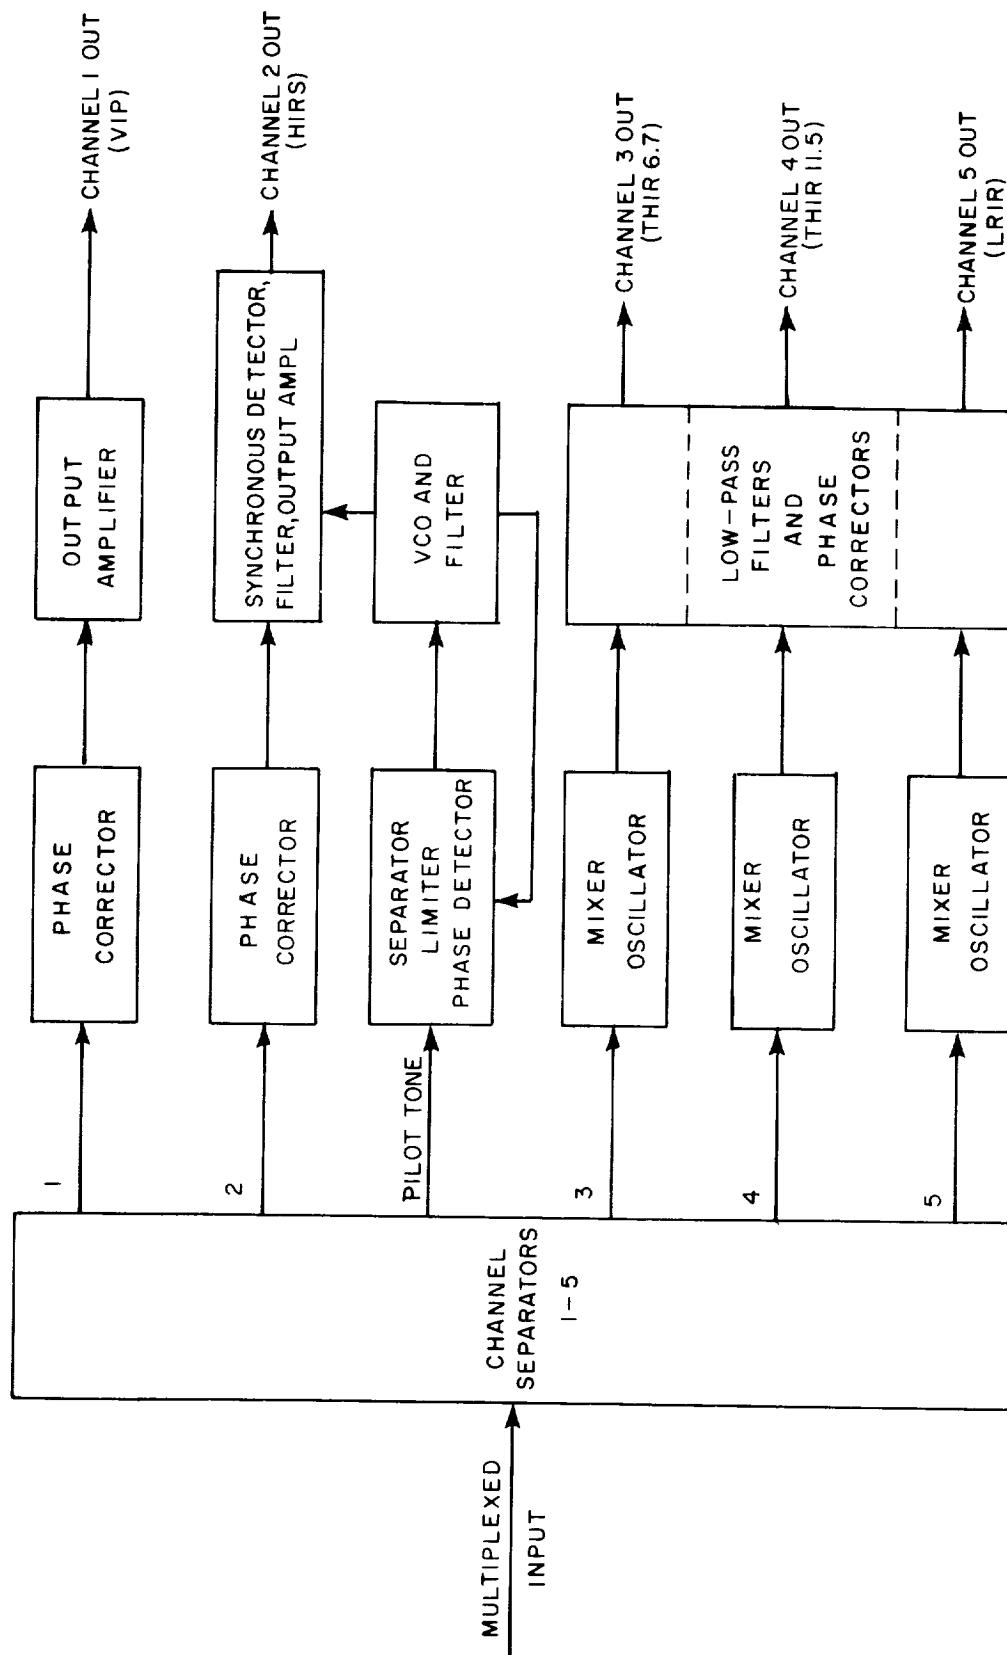 MULTIPLEXED
INPUT
CHANNEL
SEPARATORS
1-5
1
PHASE
CORRECTOR
OUTPUT
AMPLIFIER
CHANNEL 1 OUT
(VIP)
2
PHASE
CORRECTOR
SYNCHRONOUS DETECTOR,
FILTER,OUTPUT AMPL
CHANNEL 2 OUT
(HIRS)
PILOT TONE
SEPARATOR
LIMITER
PHASE DETECTOR
VCO AND
FILTER
3
MIXER
OSCILLATOR
CHANNEL 3 OUT
(THIR 6.7)
4
MIXER
OSCILLATOR
LOW-PASS
FILTERS
AND
PHASE
CORRECTORS
CHANNEL 4 OUT
(THIR 11.5)
5
MIXER
OSCILLATOR
CHANNEL 5 OUT
(LRIR)